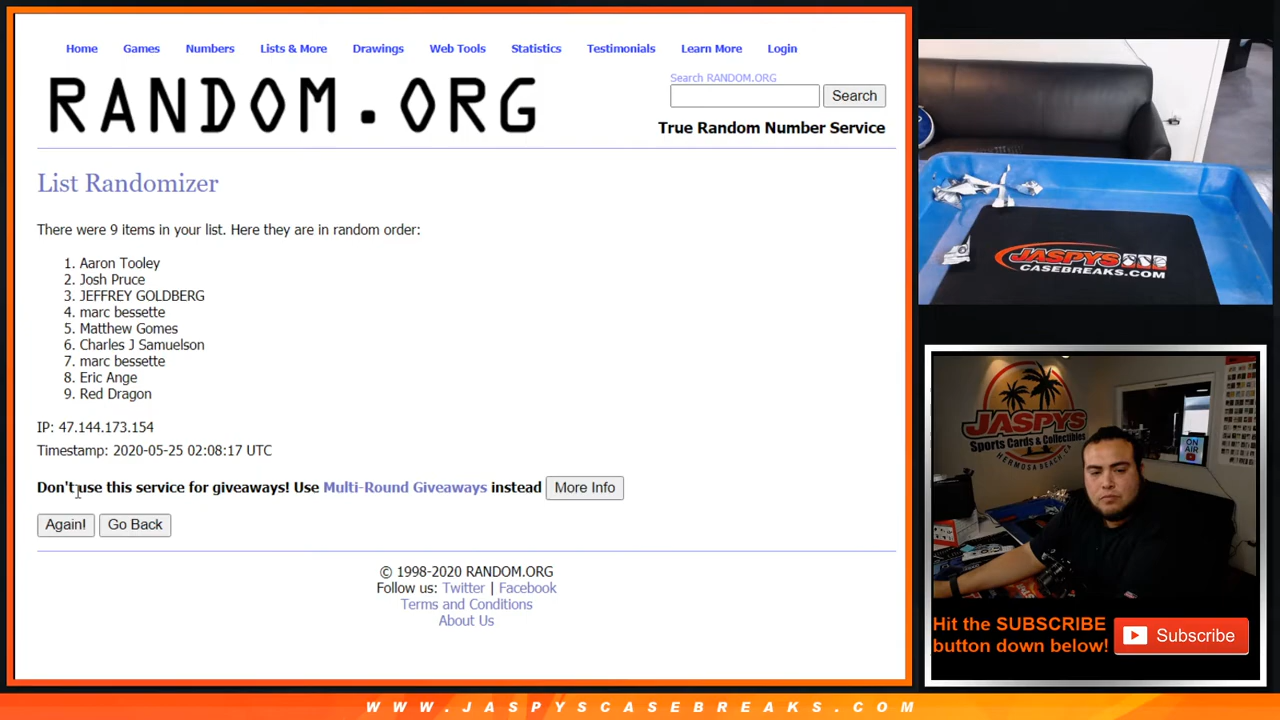 Home Games Numbers Lists & More Drawings Web Tools Statistics Testimonials Learn More Login
RANDOM.ORG
Search RANDOM.ORG
Search
True Random Number Service
List Randomizer
There were 9 items in your list. Here they are in random order:
1. Aaron Tooley
2. Josh Pruce
3. JEFFREY GOLDBERG
4. marc bessette
5. Matthew Gomes
6. Charles J Samuelson
7. marc bessette
8. Eric Ange
9. Red Dragon
IP: 47.144.173.154
Timestamp: 2020-05-25 02:08:17 UTC
Don't use this service for giveaways! Use Multi-Round Giveaways instead More Info
Again! Go Back
© 1998-2020 RANDOM.ORG
Follow us: Twitter | Facebook
Terms and Conditions
About Us
JASPYS
CASEBREAKS.COM
JASPYS
Sports Cards & Collectibles
HERMOSA BEACH, CA
ON AIR
Hit the SUBSCRIBE
button down below!
Subscribe
WWW.JASPYSCASEBREAKS.COM